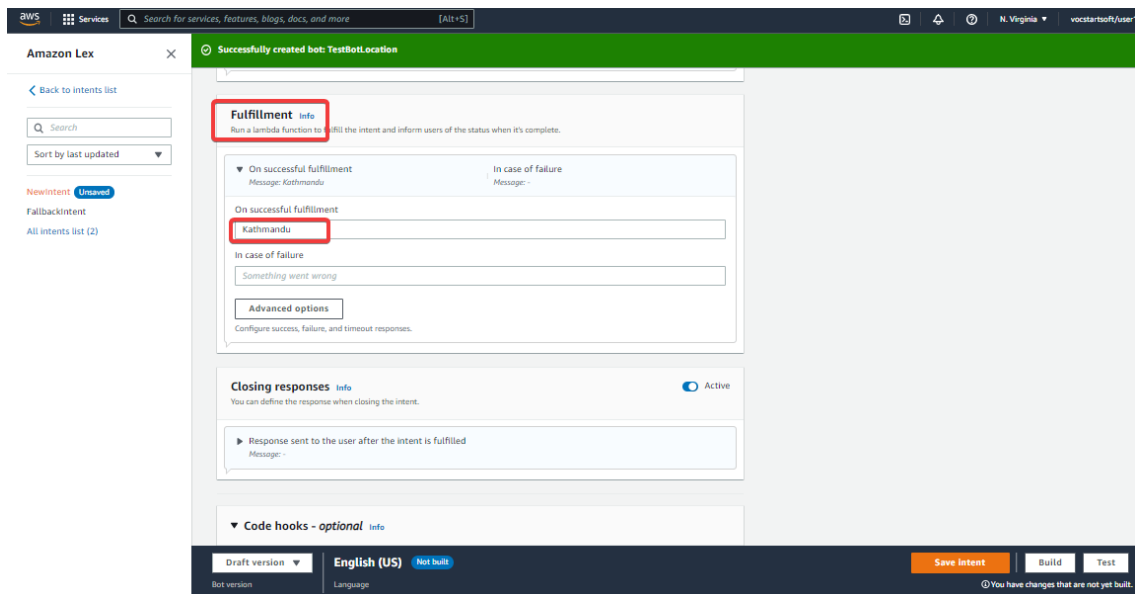 aws
Services
Search for services, features, blogs, docs, and more
[Alt+S]
N. Virginia ▼
vocstartsoft/user
Amazon Lex
Successfully created bot: TestBotLocation
Back to intents list
Search
Sort by last updated
NewIntent Unsaved
FallbackIntent
All intents list (2)
Fulfillment Info
Run a lambda function to fulfill the intent and inform users of the status when it's complete.
On successful fulfillment
Message: Kathmandu
In case of failure
Message: -
On successful fulfillment
Kathmandu
In case of failure
Something went wrong
Advanced options
Configure success, failure, and timeout responses.
Closing responses Info
Active
You can define the response when closing the intent.
Response sent to the user after the intent is fulfilled
Message: -
Code hooks - optional Info
Draft version
English (US) Not built
Save intent
Build
Test
Bot version
Language
You have changes that are not yet built.